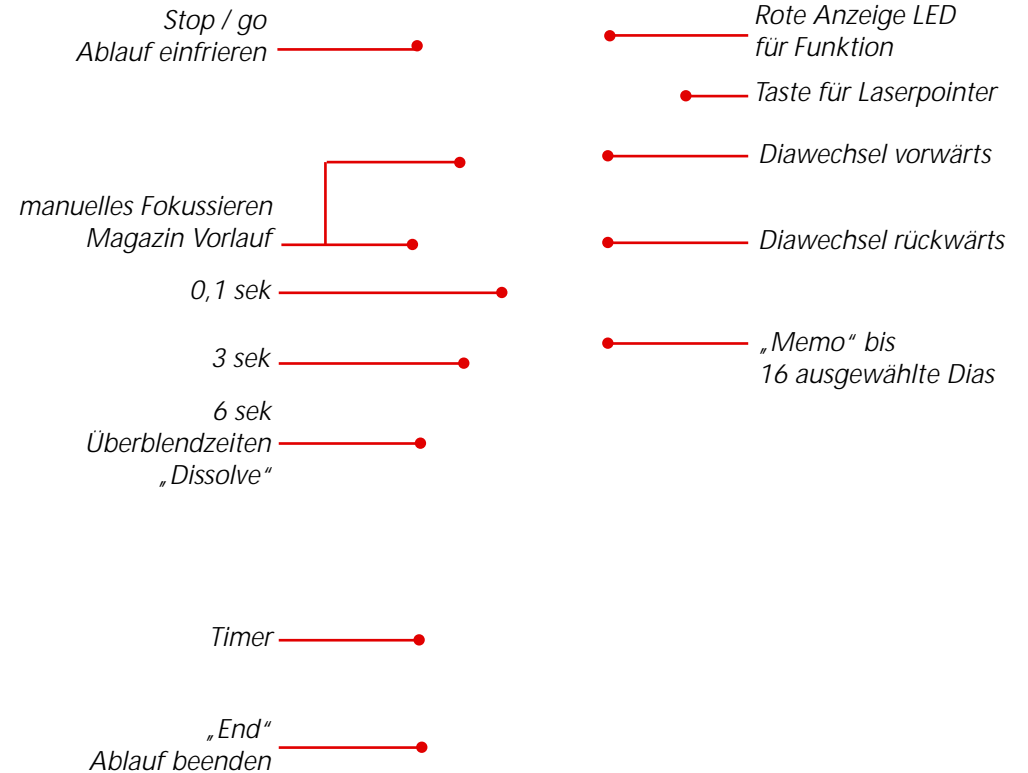 Stop / go
Ablauf einfrieren
manuelles Fokussieren
Magazin Vorlauf
0,1 sek
3 sek
6 sek
Überblendzeiten
„Dissolve“
Timer
„End“
Ablauf beenden
Rote Anzeige LED
für Funktion
Taste für Laserpointer
Diawechsel vorwärts
Diawechsel rückwärts
„Memo“ bis
16 ausgewählte Dias